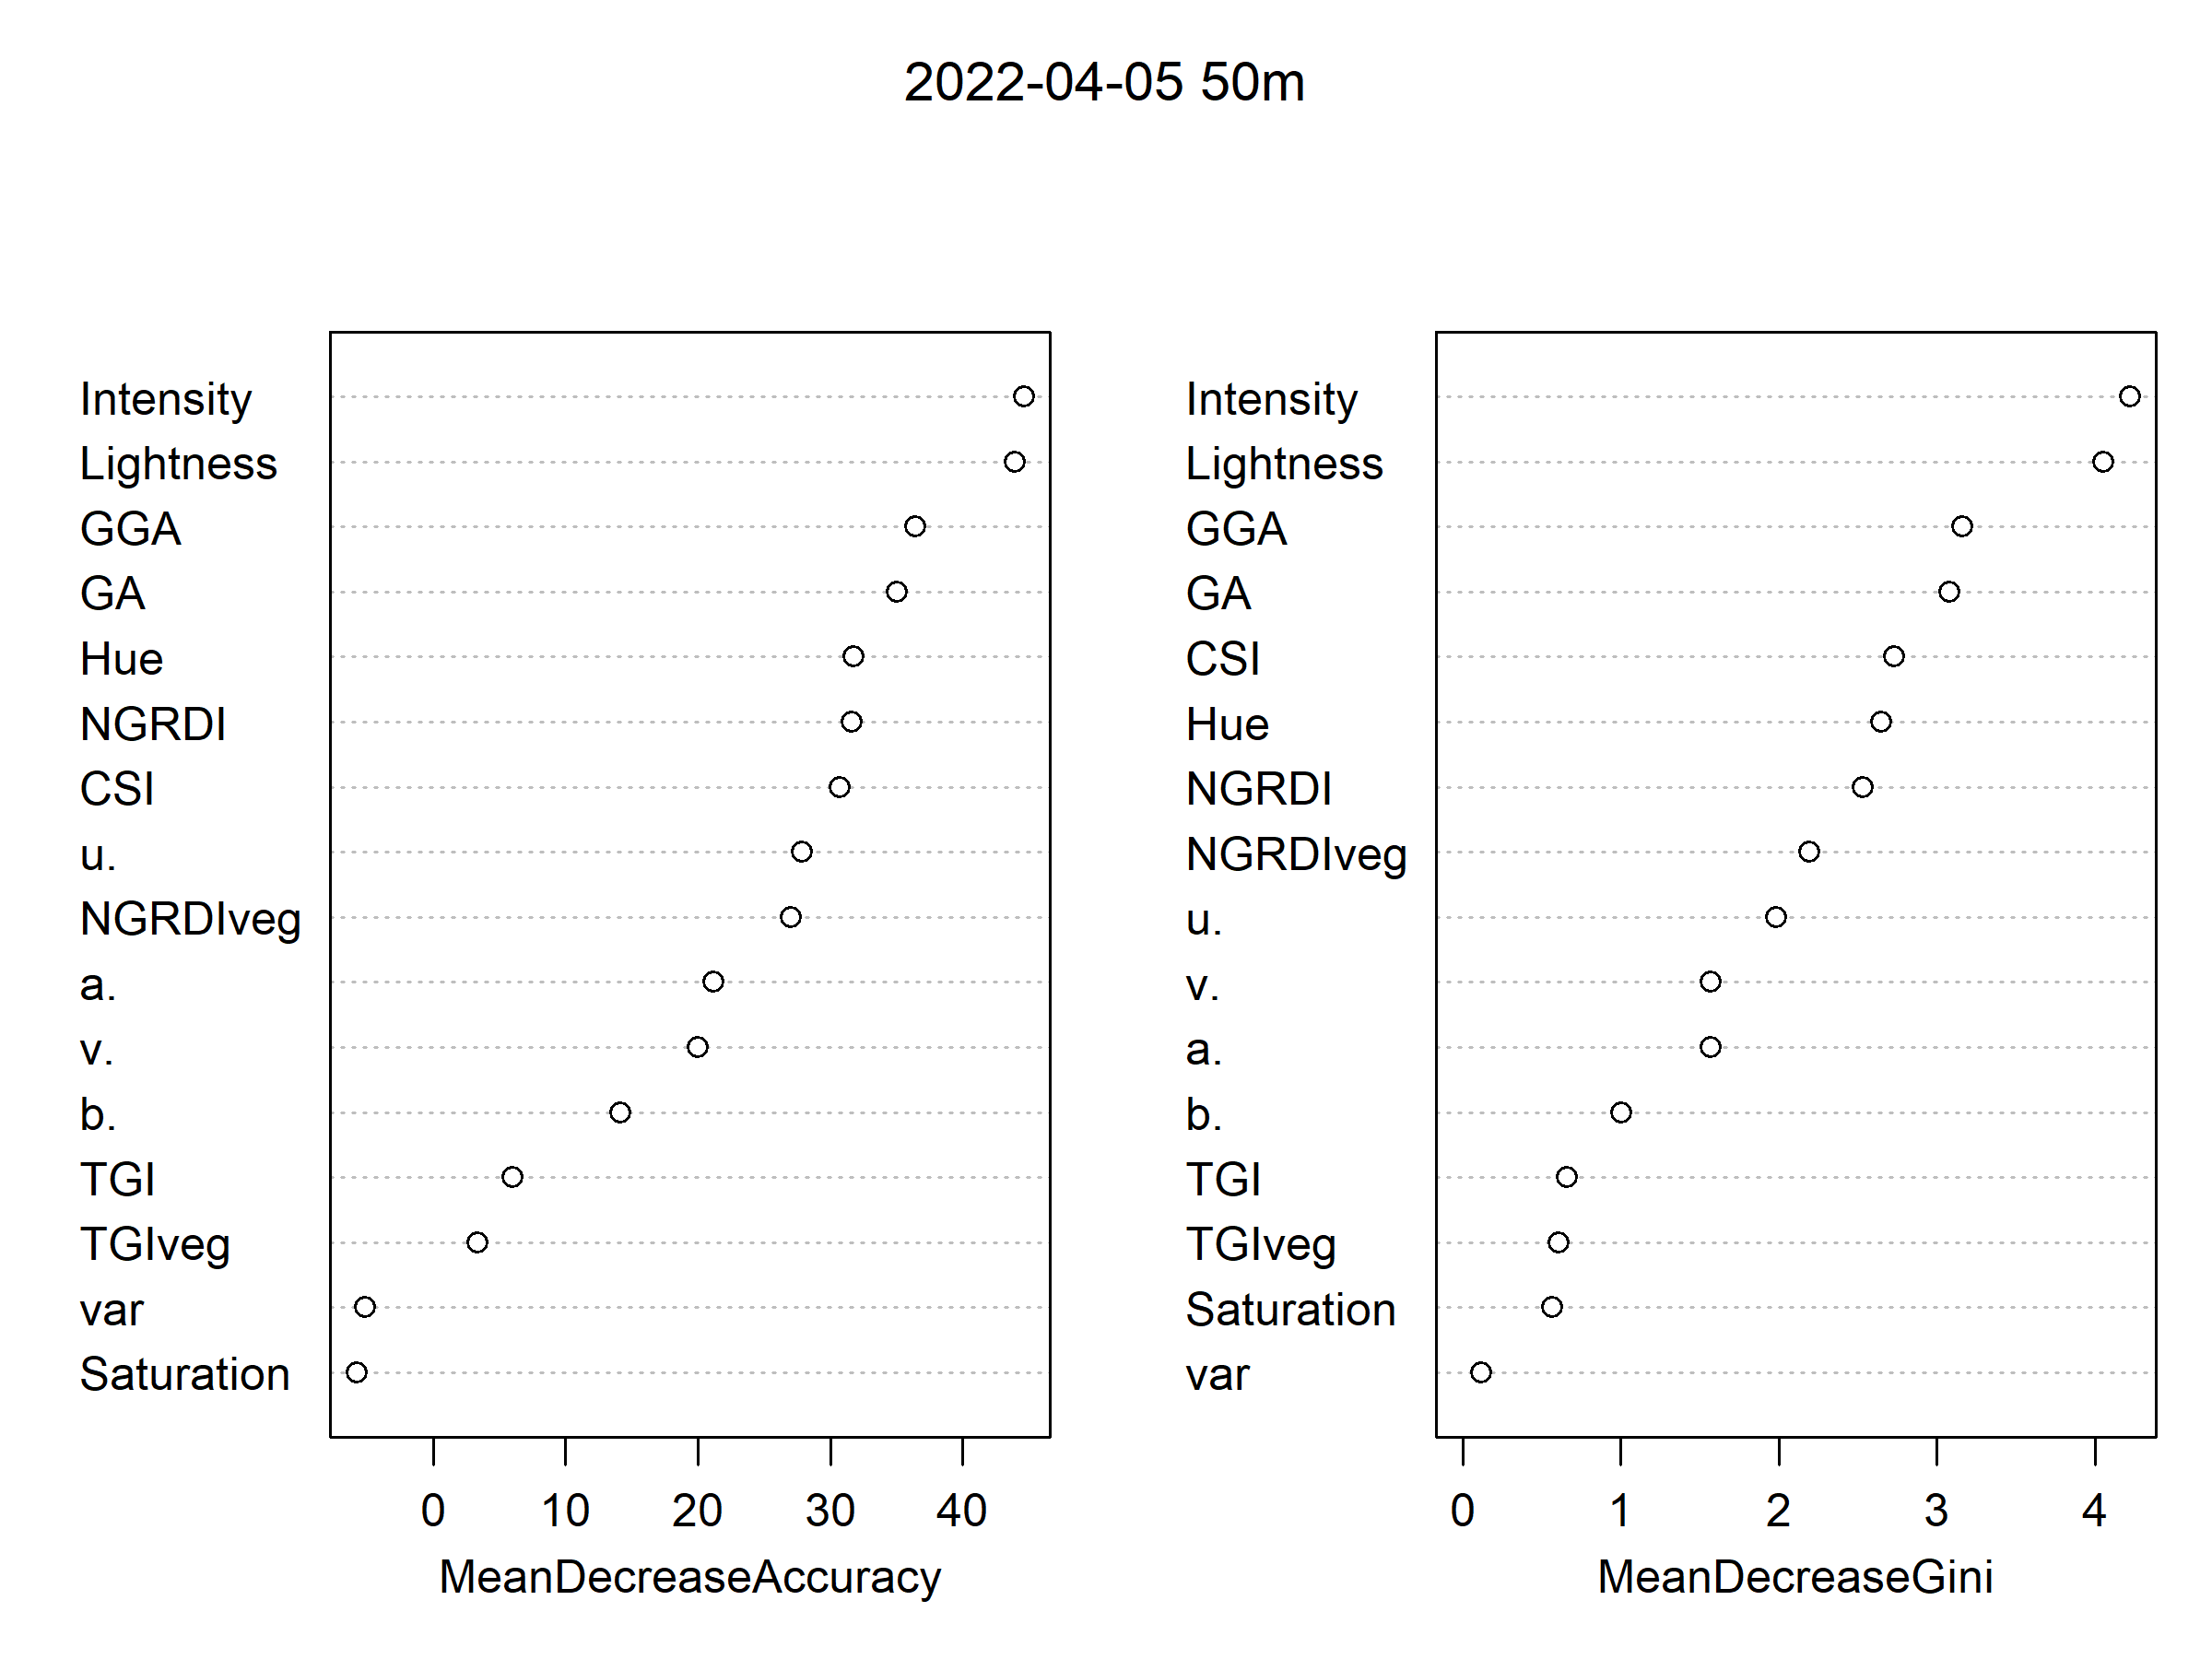 2022-04-05 50m
Intensity
Lightness
GGA
GA
Hue
NGRDI
CSI
u.
NGRDIveg
a.
v.
b.
TGI
TGIveg
var
Saturation
0 10 20 30 40
MeanDecreaseAccuracy
Intensity
Lightness
GGA
GA
CSI
Hue
NGRDI
NGRDIveg
u.
v.
a.
b.
TGI
TGIveg
Saturation
var
0 1 2 3 4
MeanDecreaseGini